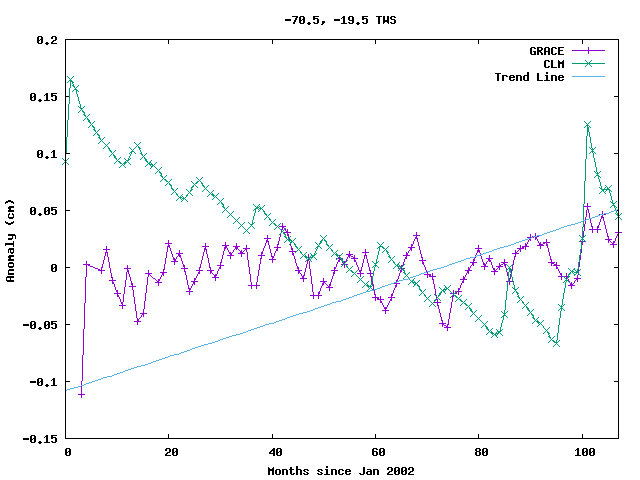 -70.5, -19.5 TWS
GRACE
CLM
Trend Line
Anomaly (cm)
0.2
0.15
0.1
0.05
0
-0.05
-0.1
-0.15
0 20 40 60 80 100
Months since Jan 2002